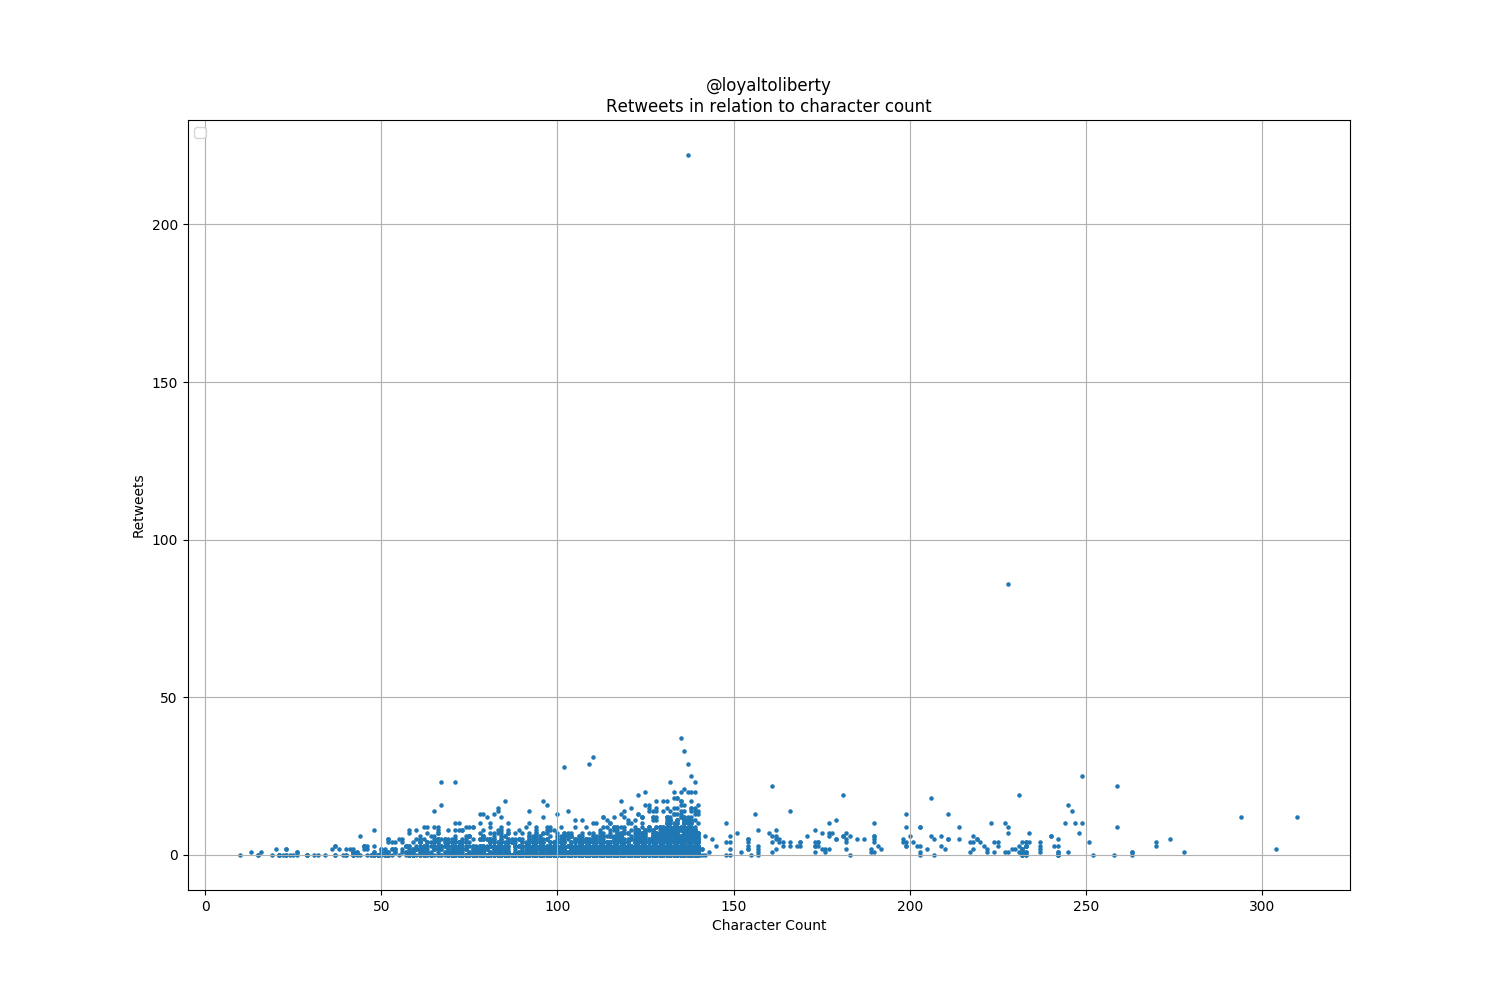 @loyaltoliberty
Retweets in relation to character count
200
150
100
50
0
Retweets
0 50 100 150 200 250 300
Character Count